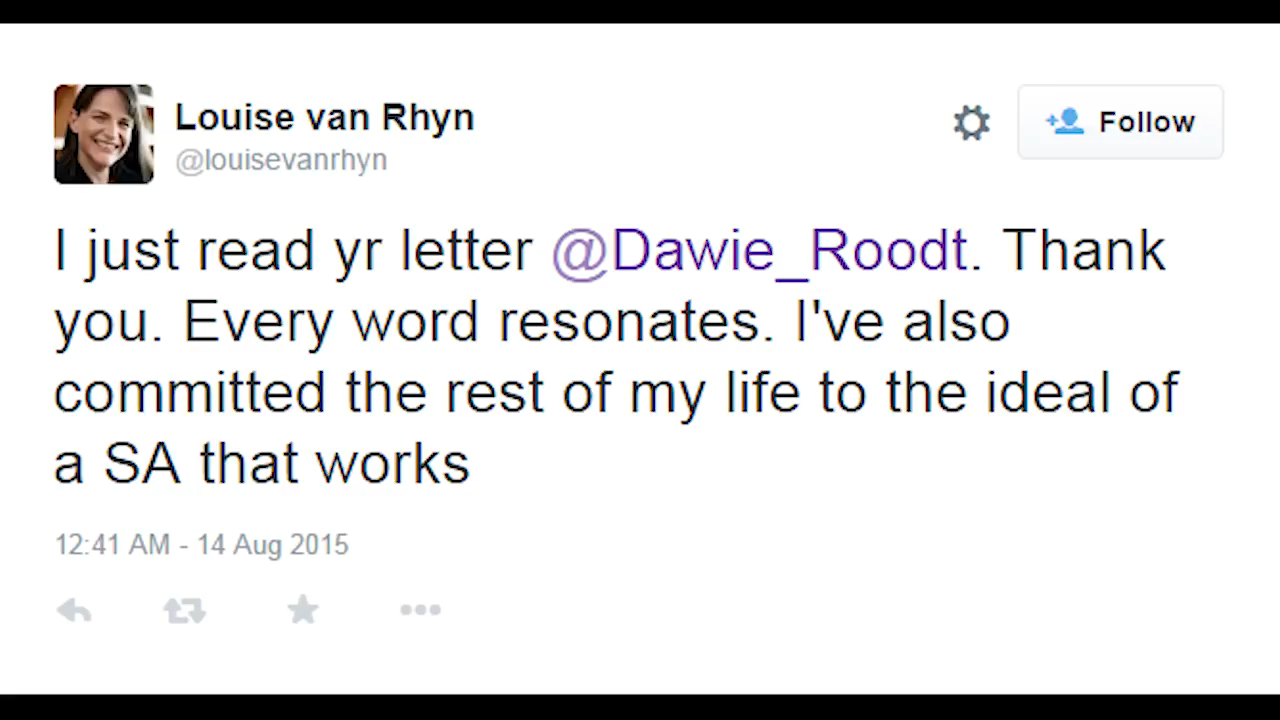 Louise van Rhyn
@louisevanrhyn
Follow
I just read yr letter @Dawie_Roodt. Thank
you. Every word resonates. I've also
committed the rest of my life to the ideal of
a SA that works
12:41 AM - 14 Aug 2015